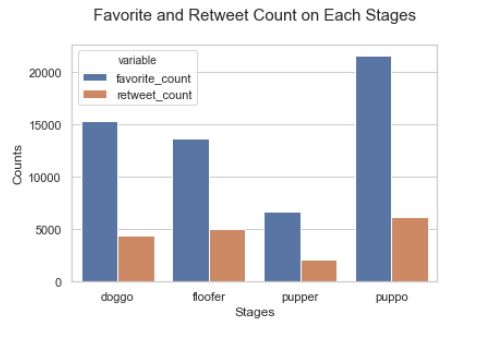 Favorite and Retweet Count on Each Stages
variable
favorite_count
retweet_count
20000
15000
10000
5000
0
Counts
doggo floofer pupper puppo
Stages